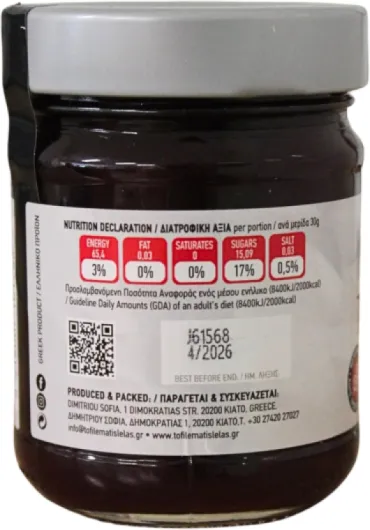 GREEK PRODUCT / ΕΛΛΗΝΙΚΟ ΠΡΟΪΟΝ
NUTRITION DECLARATION / ΔΙΑΤΡΟΦΙΚΗ ΑΞΙΑ per portion / ανά μερίδα 30g
ENERGY FAT SATURATES SUGARS SALT
65,4 0,03 0 15,09 0,03
3% 0% 0% 17% 0,5%
Προσλαμβανόμενη Ποσότητα Αναφοράς ενός μέσου ενήλικα (8400kJ/2000kcal)
/ Guideline Daily Amounts (GDA) of an adult's diet (8400kJ/2000kcal)
J61568
4/2026
BEST BEFORE END / ΗΜ. ΛΗΞΗΣ
PRODUCED & PACKED: / ΠΑΡΑΓΕΤΑΙ & ΣΥΣΚΕΥΑΖΕΤΑΙ:
DIMITRIOU SOFIA, 1 DIMOKRATIAS STR, 20200 KIATO, GREECE.
ΔΗΜΗΤΡΙΟΥ ΣΟΦΙΑ, ΔΗΜΟΚΡΑΤΙΑΣ 1, 20200 ΚΙΑΤΟ,Τ. +30 27420 27027
info@tofilematislelas.gr • www.tofilematislelas.gr